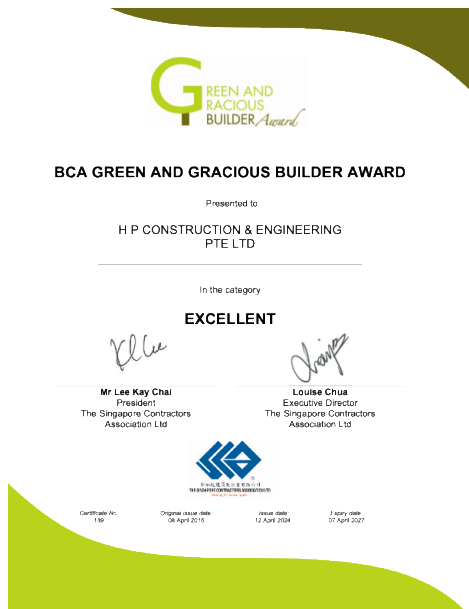 GREEN AND
GRACIOUS
BUILDER Award
BCA GREEN AND GRACIOUS BUILDER AWARD
Presented to
H P CONSTRUCTION & ENGINEERING
PTE LTD
In the category
EXCELLENT
Mr Lee Kay Chai
President
The Singapore Contractors
Association Ltd
Louise Chua
Executive Director
The Singapore Contractors
Association Ltd
THE SINGAPORE CONTRACTORS ASSOCIATION LTD
Certificate No. Original issue date Issue date Expiry date
189 08 April 2015 12 April 2024 07 April 2027